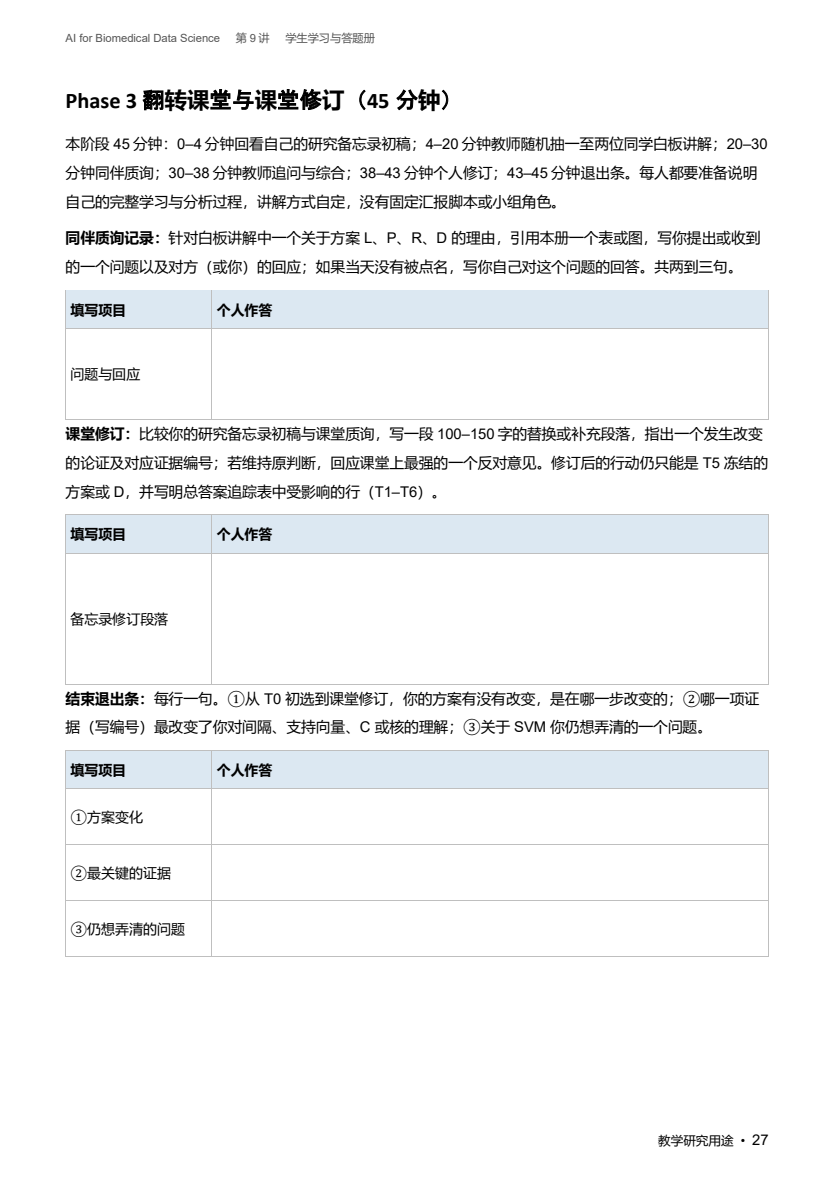 AI for Biomedical Data Science 第 9 讲 学生学习与答题册
Phase 3 翻转课堂与课堂修订（45 分钟）
本阶段 45 分钟：0–4 分钟回看自己的研究备忘录初稿；4–20 分钟教师随机抽一至两位同学白板讲解；20–30
分钟同伴质询；30–38 分钟教师追问与综合；38–43 分钟个人修订；43–45 分钟退出条。每人都要准备说明
自己的完整学习与分析过程，讲解方式自定，没有固定汇报脚本或小组角色。
同伴质询记录：针对白板讲解中一个关于方案 L、P、R、D 的理由，引用本册一个表或图，写你提出或收到
的一个问题以及对方（或你）的回应；如果当天没有被点名，写你自己对这个问题的回答。共两到三句。
填写项目 个人作答
问题与回应
课堂修订：比较你的研究备忘录初稿与课堂质询，写一段 100–150 字的替换或补充段落，指出一个发生改变
的论证及对应证据编号；若维持原判断，回应课堂上最强的一个反对意见。修订后的行动仍只能是 T5 冻结的
方案或 D，并写明总答案追踪表中受影响的行（T1–T6）。
填写项目 个人作答
备忘录修订段落
结束退出条：每行一句。①从 T0 初选到课堂修订，你的方案有没有改变，是在哪一步改变的；②哪一项证
据（写编号）最改变了你对间隔、支持向量、C 或核的理解；③关于 SVM 你仍想弄清的一个问题。
填写项目 个人作答
①方案变化
②最关键的证据
③仍想弄清的问题
教学研究用途 • 27